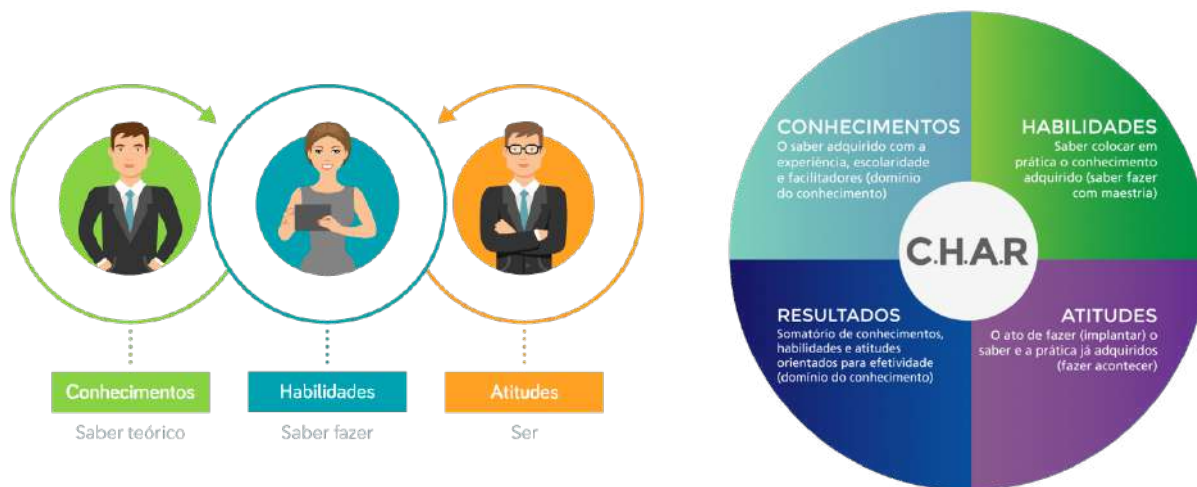 Conhecimentos
Saber teórico
Habilidades
Saber fazer
Atitudes
Ser
CONHECIMENTOS
O saber adquirido com a
experiência, escolaridade
e facilitadores (domínio
do conhecimento)
HABILIDADES
Saber colocar em
prática o conhecimento
adquirido (saber fazer
com maestria)
C.H.A.R
RESULTADOS
Somatório de conhecimentos,
habilidades e atitudes
orientados para efetividade
(domínio do conhecimento)
ATITUDES
O ato de fazer (implantar) o
saber e a prática já adquiridos
(fazer acontecer)